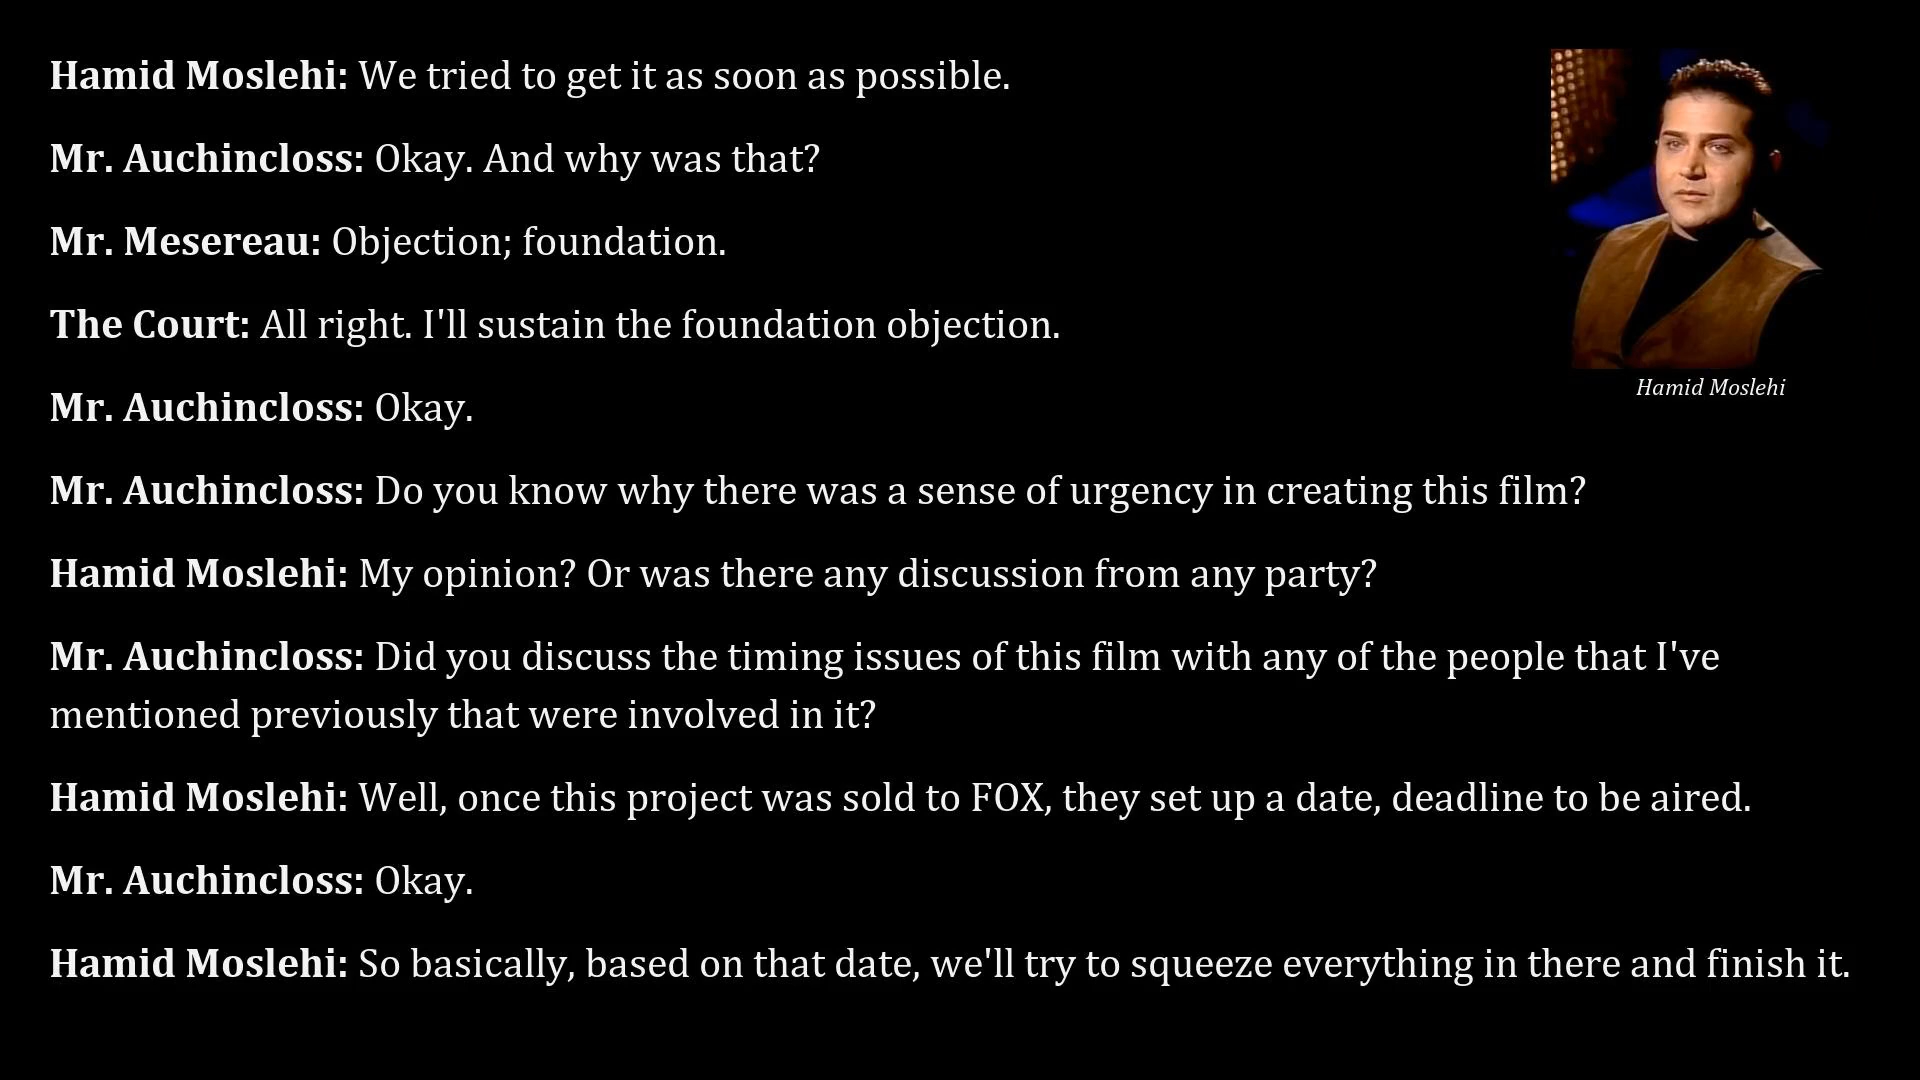 Hamid Moslehi: We tried to get it as soon as possible.
Mr. Auchincloss: Okay. And why was that?
Mr. Mesereau: Objection; foundation.
The Court: All right. I'll sustain the foundation objection.
Hamid Moslehi
Mr. Auchincloss: Okay.
Mr. Auchincloss: Do you know why there was a sense of urgency in creating this film?
Hamid Moslehi: My opinion? Or was there any discussion from any party?
Mr. Auchincloss: Did you discuss the timing issues of this film with any of the people that I've
mentioned previously that were involved in it?
Hamid Moslehi: Well, once this project was sold to FOX, they set up a date, deadline to be aired.
Mr. Auchincloss: Okay.
Hamid Moslehi: So basically, based on that date, we'll try to squeeze everything in there and finish it.